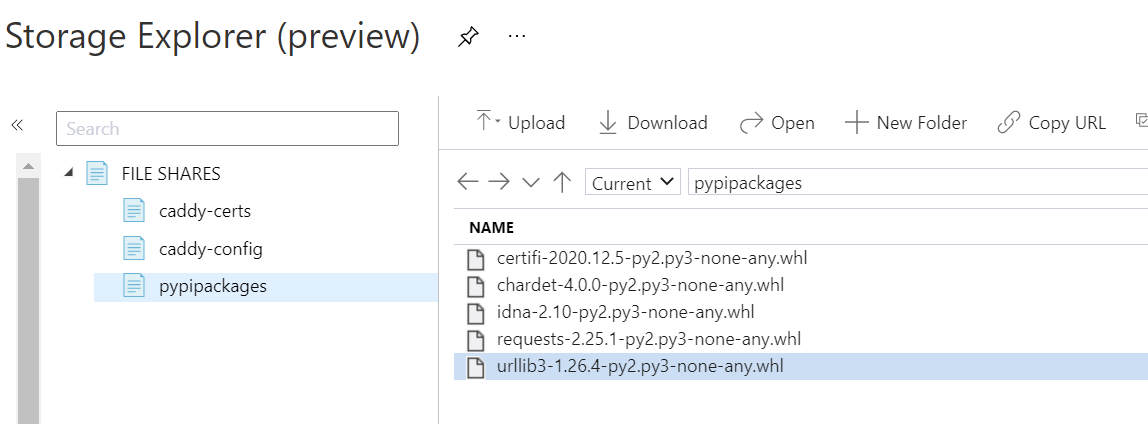 Storage Explorer (preview)
Search
FILE SHARES
caddy-certs
caddy-config
pypipackages
Upload Download Open New Folder Copy URL
Current pypipackages
NAME
certifi-2020.12.5-py2.py3-none-any.whl
chardet-4.0.0-py2.py3-none-any.whl
idna-2.10-py2.py3-none-any.whl
requests-2.25.1-py2.py3-none-any.whl
urllib3-1.26.4-py2.py3-none-any.whl